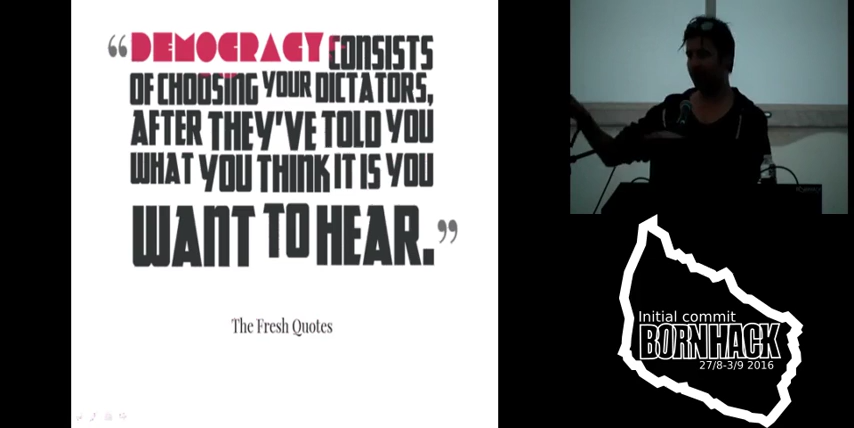 “DEMOCRACY CONSISTS
OF CHOOSING YOUR DICTATORS,
AFTER THEY'VE TOLD YOU
WHAT YOU THINK IT IS YOU
WANT TO HEAR.”
The Fresh Quotes
Initial commit
BORNHACK
27/8-3/9 2016